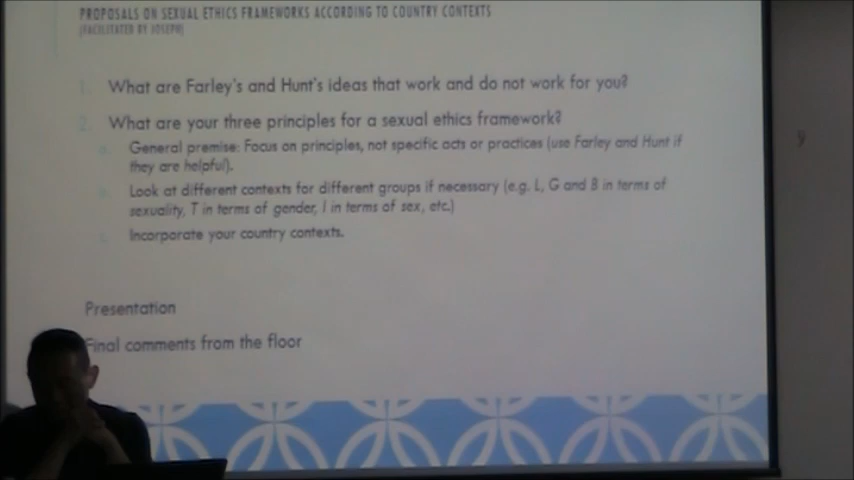 PROPOSALS ON SEXUAL ETHICS FRAMEWORKS ACCORDING TO COUNTRY CONTEXTS
(FACILITATED BY JOSEPH)
1. What are Farley's and Hunt's ideas that work and do not work for you?
2. What are your three principles for a sexual ethics framework?
a. General premise: Focus on principles, not specific acts or practices (use Farley and Hunt if
they are helpful).
b. Look at different contexts for different groups if necessary (e.g. L, G and B in terms of
sexuality, T in terms of gender, I in terms of sex, etc.)
c. Incorporate your country contexts.
Presentation
Final comments from the floor